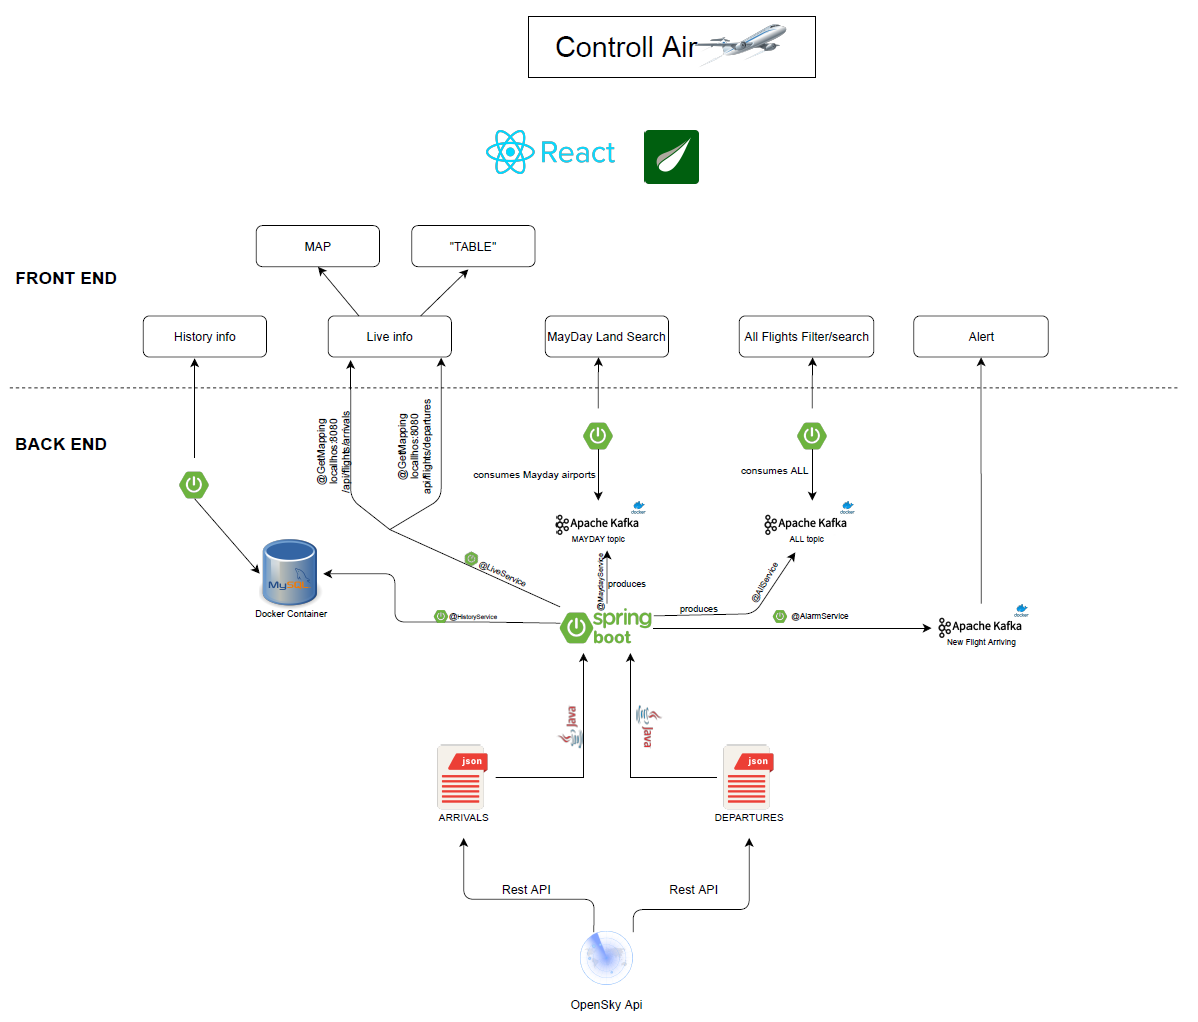 Controll Air
React
MAP
"TABLE"
FRONT END
History info
Live info
MayDay Land Search
All Flights Filter/search
Alert
BACK END
@GetMapping
locallhos:8080
/api/flights/arrivals
@GetMapping
locallhos:8080
api/flights/departures
consumes Mayday airports
consumes ALL
docker
Apache Kafka
MAYDAY topic
docker
Apache Kafka
ALL topic
MySQL
Docker Container
@LiveService
@MaydayService
produces
@AllService
produces
@HistoryService
spring
boot
@AlarmService
docker
Apache Kafka
New Flight Arriving
Java
Java
json
ARRIVALS
json
DEPARTURES
Rest API
Rest API
OpenSky Api